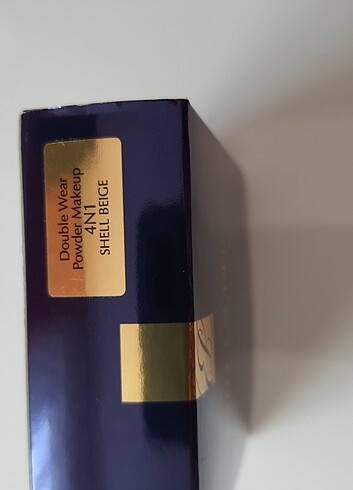 Double Wear
Powder Makeup
4N1
SHELL BEIGE